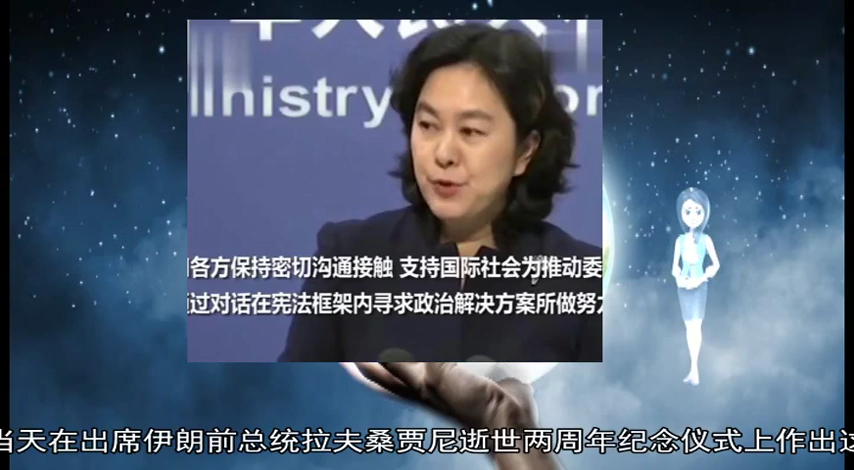 inistry
各方保持密切沟通接触 支持国际社会为推动委
过对话在宪法框架内寻求政治解决方案所做努力
当天在出席伊朗前总统拉夫桑贾尼逝世两周年纪念仪式上作出过